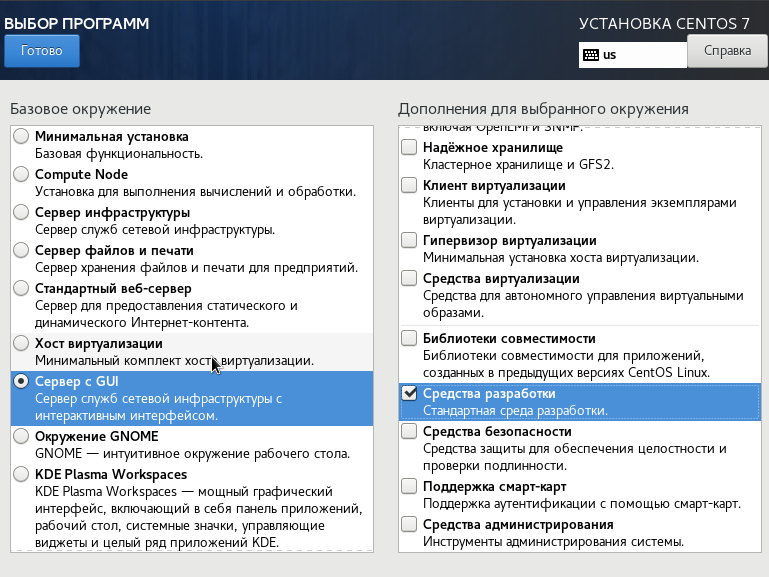 ВЫБОР ПРОГРАММ
УСТАНОВКА CENTOS 7
Готово
us
Справка
Базовое окружение
Минимальная установка
Базовая функциональность.
Compute Node
Установка для выполнения вычислений и обработки.
Сервер инфраструктуры
Сервер служб сетевой инфраструктуры.
Сервер файлов и печати
Сервер хранения файлов и печати для предприятий.
Стандартный веб-сервер
Сервер для предоставления статического и
динамического Интернет-контента.
Хост виртуализации
Минимальный комплект хоста виртуализации.
Сервер с GUI
Сервер служб сетевой инфраструктуры с
интерактивным интерфейсом.
Окружение GNOME
GNOME — интуитивное окружение рабочего стола.
KDE Plasma Workspaces
KDE Plasma Workspaces — мощный графический
интерфейс, включающий в себя панель приложений,
рабочий стол, системные значки, управляющие
виджеты и целый ряд приложений KDE.
Дополнения для выбранного окружения
включая OpenLMI и SNMP.
Надёжное хранилище
Кластерное хранилище и GFS2.
Клиент виртуализации
Клиенты для установки и управления экземплярами
виртуализации.
Гипервизор виртуализации
Минимальная установка хоста виртуализации.
Средства виртуализации
Средства для автономного управления виртуальными
образами.
Библиотеки совместимости
Библиотеки совместимости для приложений,
созданных в предыдущих версиях CentOS Linux.
Средства разработки
Стандартная среда разработки.
Средства безопасности
Средства защиты для обеспечения целостности и
проверки подлинности.
Поддержка смарт-карт
Поддержка аутентификации с помощью смарт-карт.
Средства администрирования
Инструменты администрирования системы.